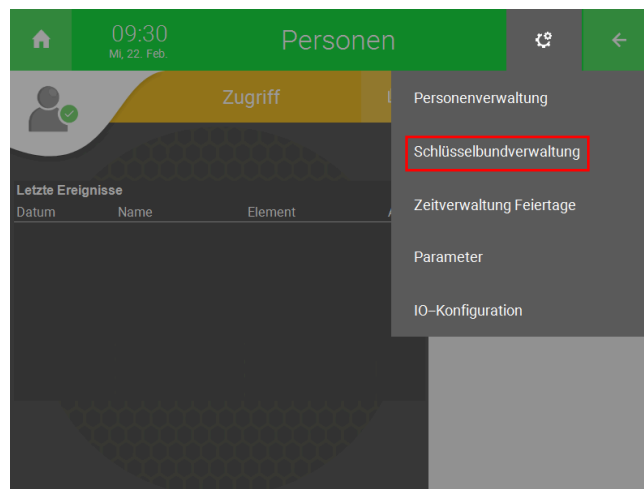 09:30
Mi, 22. Feb.
Personen
Zugriff
Personenverwaltung
Schlüsselbundverwaltung
Zeitverwaltung Feiertage
Parameter
IO-Konfiguration
Letzte Ereignisse
Datum Name Element